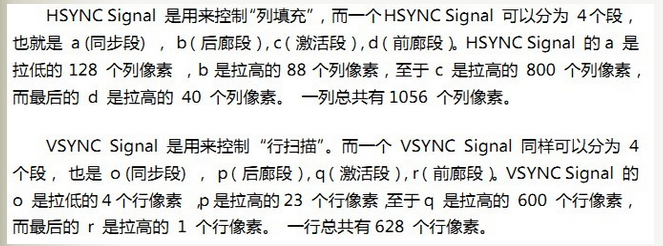 HSYNC Signal 是用来控制“列填充”，而一个HSYNC Signal 可以分为 4个段，
也就是 a (同步段) ，b ( 后廊段 ) , c ( 激活段 ) , d ( 前廊段 )。HSYNC Signal 的 a 是
拉低的 128 个列像素 ，b 是拉高的 88 个列像素，至于 c 是拉高的 800 个列像素，
而最后的 d 是拉高的 40 个列像素。 一列总共有1056 个列像素。
VSYNC Signal 是用来控制“行扫描”。而一个 VSYNC Signal 同样可以分为 4
个段，也是 o (同步段) ，p ( 后廊段 ) , q ( 激活段 ) , r ( 前廊段 )。VSYNC Signal 的
o 是拉低的 4 个行像素 ，p 是拉高的 23 个行像素，至于 q 是拉高的 600 个行像素，
而最后的 r 是拉高的 1 个行像素。 一行总共有 628 个行像素。